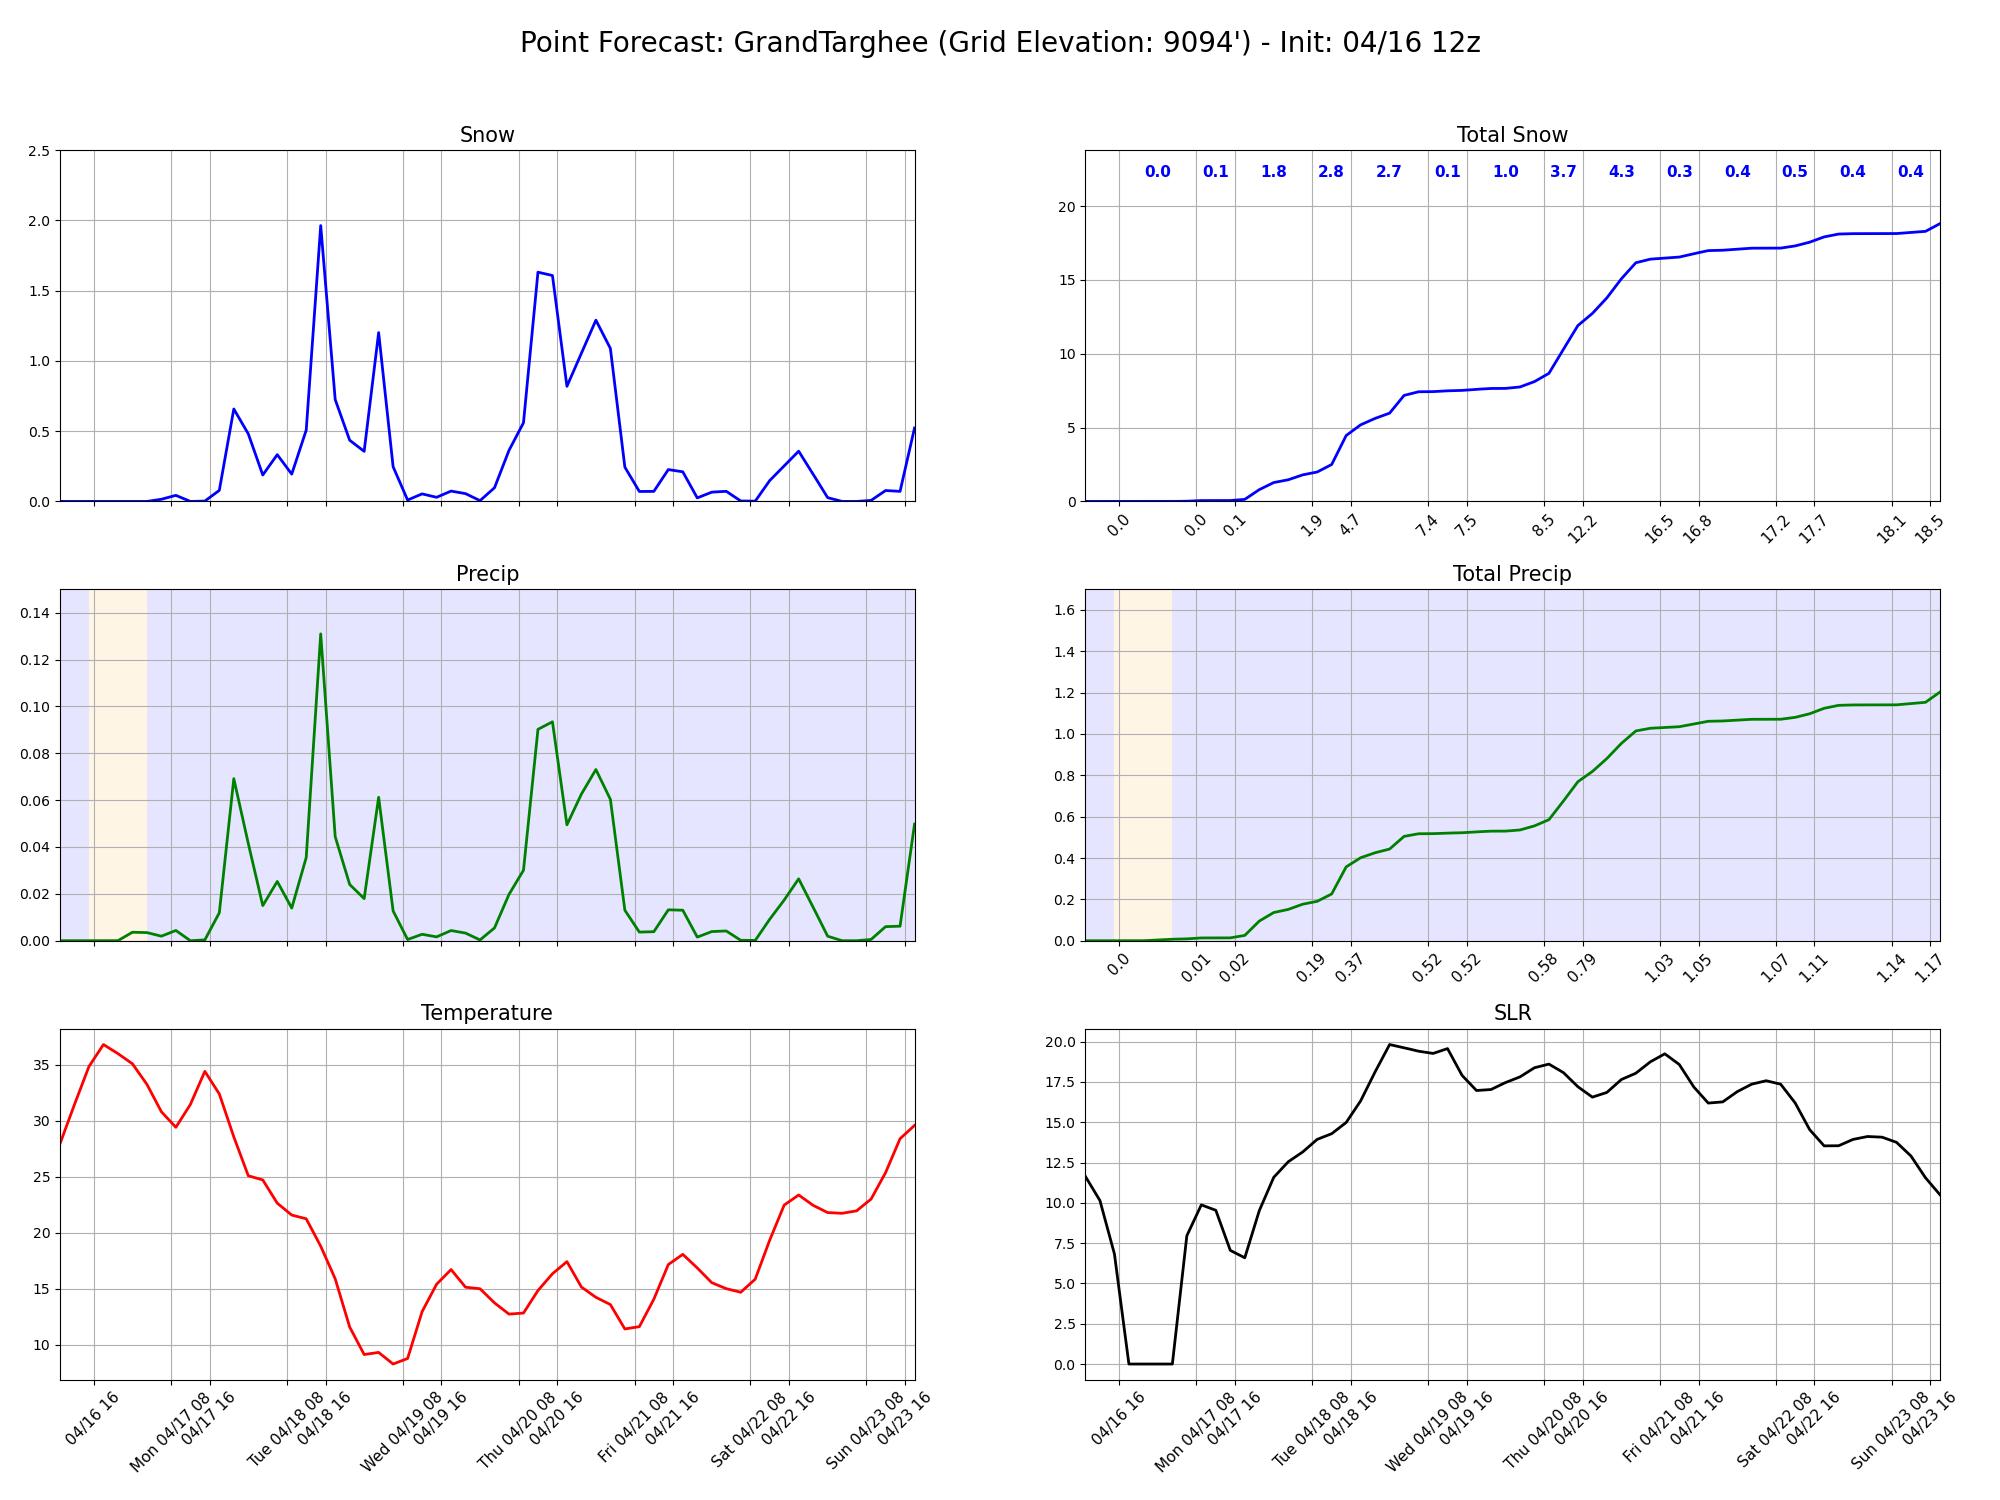 Point Forecast: GrandTarghee (Grid Elevation: 9094') - Init: 04/16 12z
Snow
2.5
2.0
1.5
1.0
0.5
0.0
Total Snow
0.0 0.1 1.8 2.8 2.7 0.1 1.0 3.7 4.3 0.3 0.4 0.5 0.4 0.4
20
15
10
5
0
0.0 0.0 0.1 1.9 4.7 7.4 7.5 8.5 12.2 16.5 16.8 17.2 17.7 18.1 18.5
Precip
0.14
0.12
0.10
0.08
0.06
0.04
0.02
0.00
Total Precip
1.6
1.4
1.2
1.0
0.8
0.6
0.4
0.2
0.0
0.0 0.01 0.02 0.19 0.37 0.52 0.52 0.58 0.79 1.03 1.05 1.07 1.11 1.14 1.17
Temperature
35
30
25
20
15
10
04/16 16
Mon 04/17 08
04/17 16
Tue 04/18 08
04/18 16
Wed 04/19 08
04/19 16
Thu 04/20 08
04/20 16
Fri 04/21 08
04/21 16
Sat 04/22 08
04/22 16
Sun 04/23 08
04/23 16
SLR
20.0
17.5
15.0
12.5
10.0
7.5
5.0
2.5
0.0
04/16 16
Mon 04/17 08
04/17 16
Tue 04/18 08
04/18 16
Wed 04/19 08
04/19 16
Thu 04/20 08
04/20 16
Fri 04/21 08
04/21 16
Sat 04/22 08
04/22 16
Sun 04/23 08
04/23 16